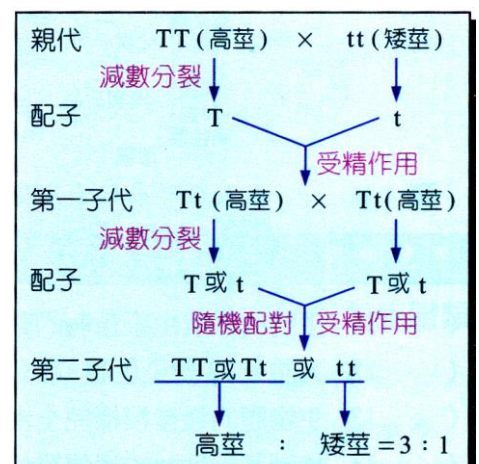 親代 TT(高莖) × tt(矮莖)
減數分裂
配子 T t
受精作用
第一子代 Tt(高莖) × Tt(高莖)
減數分裂
配子 T或t T或t
隨機配對 受精作用
第二子代 TT或Tt 或 tt
高莖 : 矮莖=3:1